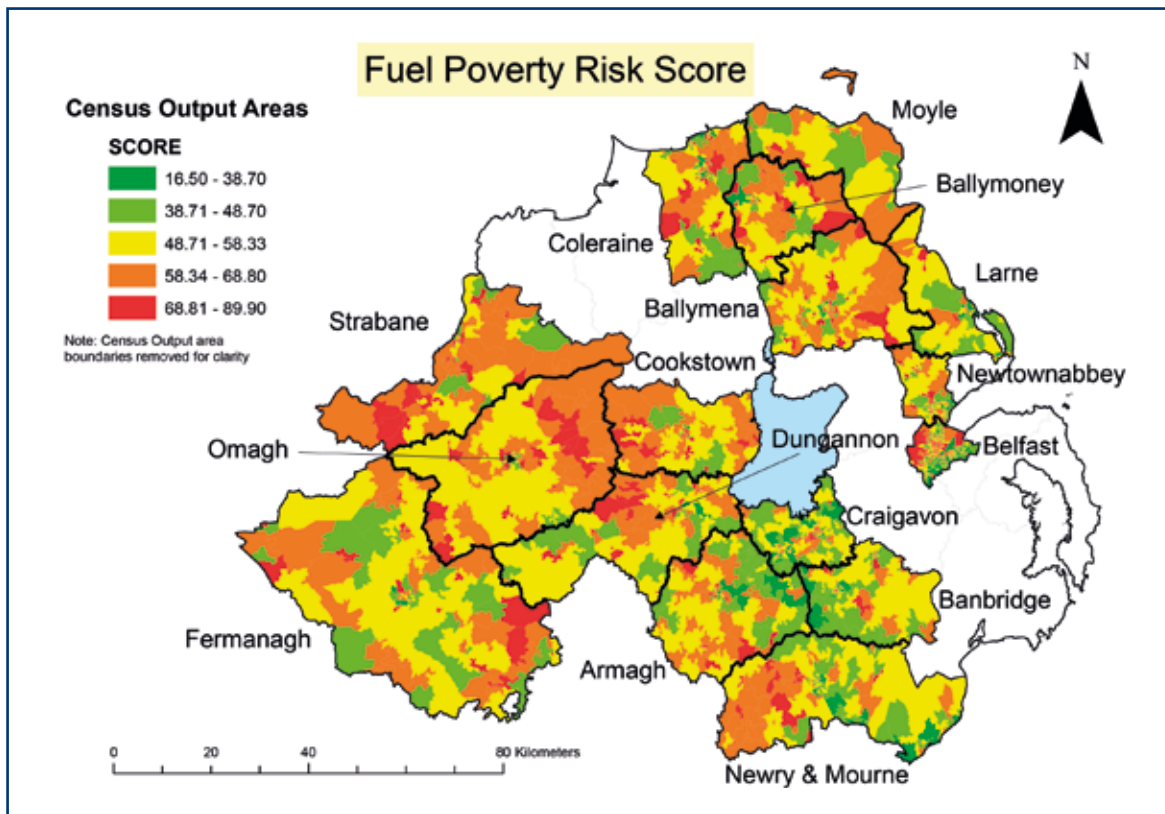 Fuel Poverty Risk Score
N
Census Output Areas
SCORE
16.50 - 38.70
38.71 - 48.70
48.71 - 58.33
58.34 - 68.80
68.81 - 89.90
Note: Census Output area
boundaries removed for clarity
Moyle
Ballymoney
Coleraine
Larne
Ballymena
Strabane
Cookstown
Newtownabbey
Dungannon
Omagh
Belfast
Craigavon
Banbridge
Fermanagh
Armagh
0 20 40 80 Kilometers
Newry & Mourne